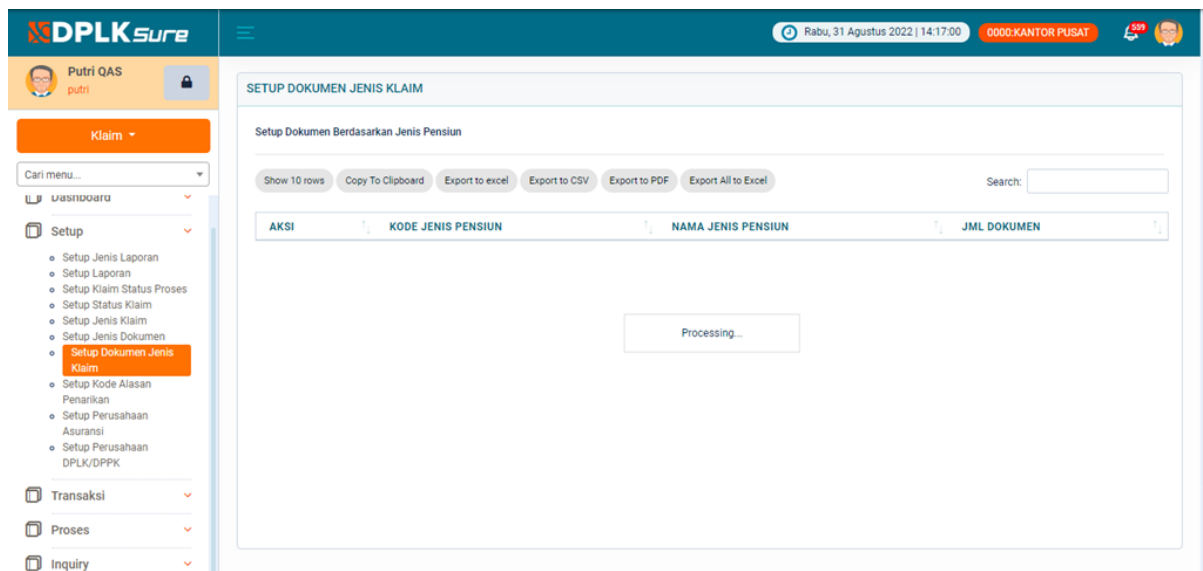 DPLKSure
Rabu, 31 Agustus 2022 | 14:17:00
0000:KANTOR PUSAT
559
Putri QAS
putri
Klaim
Cari menu...
Dashboard
Setup
Setup Jenis Laporan
Setup Laporan
Setup Klaim Status Proses
Setup Status Klaim
Setup Jenis Klaim
Setup Jenis Dokumen
Setup Dokumen Jenis
Klaim
Setup Kode Alasan
Penarikan
Setup Perusahaan
Asuransi
Setup Perusahaan
DPLK/DPPK
Transaksi
Proses
Inquiry
SETUP DOKUMEN JENIS KLAIM
Setup Dokumen Berdasarkan Jenis Pensiun
Show 10 rows Copy To Clipboard Export to excel Export to CSV Export to PDF Export All to Excel Search:
AKSI KODE JENIS PENSIUN NAMA JENIS PENSIUN JML DOKUMEN
Processing...